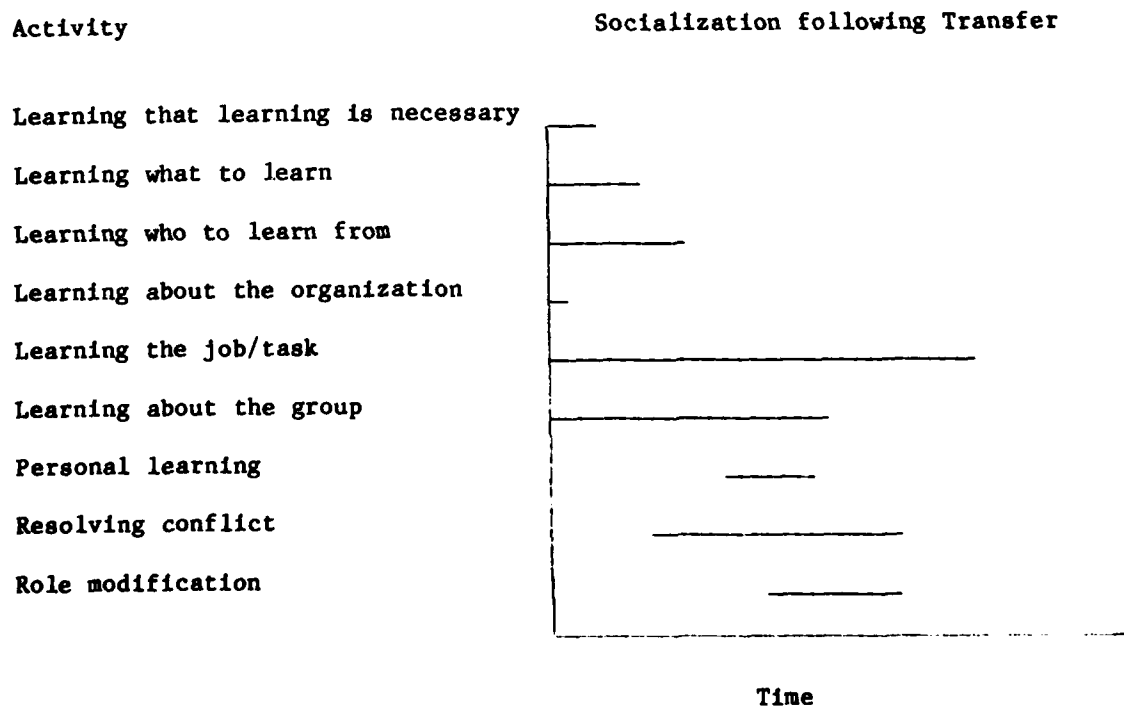 Activity
Socialization following Transfer
Learning that learning is necessary
Learning what to learn
Learning who to learn from
Learning about the organization
Learning the job/task
Learning about the group
Personal learning
Resolving conflict
Role modification
Time